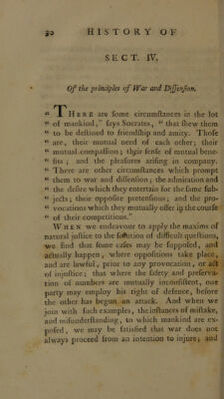 30 HISTORY OF
SECT. IV.
Of the principles of War and Diſſenſion.
“ THERE are ſome circumſtances in the lot
“ of mankind,” ſays Socrates, “ that ſhew them
“ to be deſtined to friendſhip and amity. Thoſe
“ are, their mutual need of each other; their
“ mutual compaſſion; their ſenſe of mutual bene-
“ fits; and the pleaſures ariſing in company.
“ There are other circumſtances which prompt
“ them to war and diſſenſion; the admiration and
“ the deſire which they entertain for the ſame ſub-
“ jects; their oppoſite pretenſions; and the pro-
“ vocations which they mutually offer in the courſe
“ of their competitions.”
WHEN we endeavour to apply the maxims of
natural juſtice to the ſolution of difficult queſtions,
we find that ſome caſes may be ſuppoſed, and
actually happen, where oppoſitions take place,
and are lawful, prior to any provocation, or act
of injuſtice; that where the ſafety and preſerva-
tion of numbers are mutually inconſiſtent, one
party may employ his right of defence, before
the other has begun an attack. And when we
join with ſuch examples, the inſtances of miſtake,
and miſunderſtanding, to which mankind are ex-
poſed, we may be ſatisfied that war does not
always proceed from an intention to injure; and